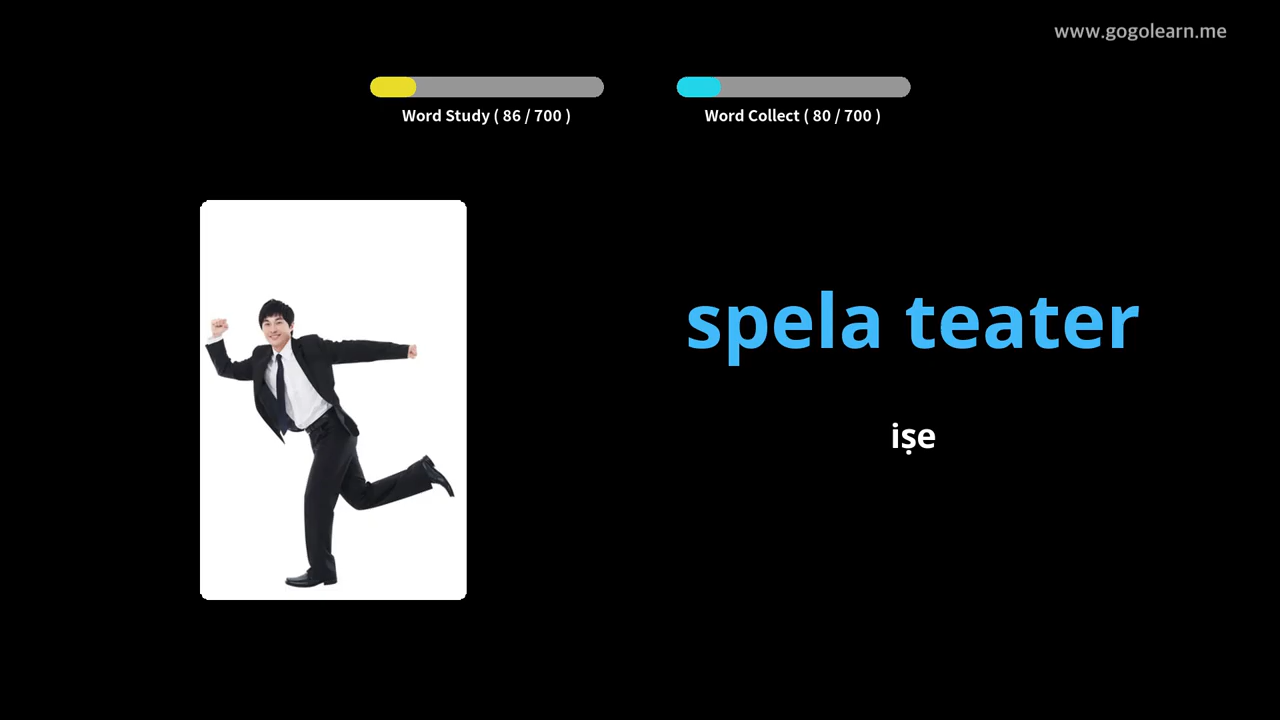 www.gogolearn.me
Word Study ( 86 / 700 )
Word Collect ( 80 / 700 )
spela teater
iṣe